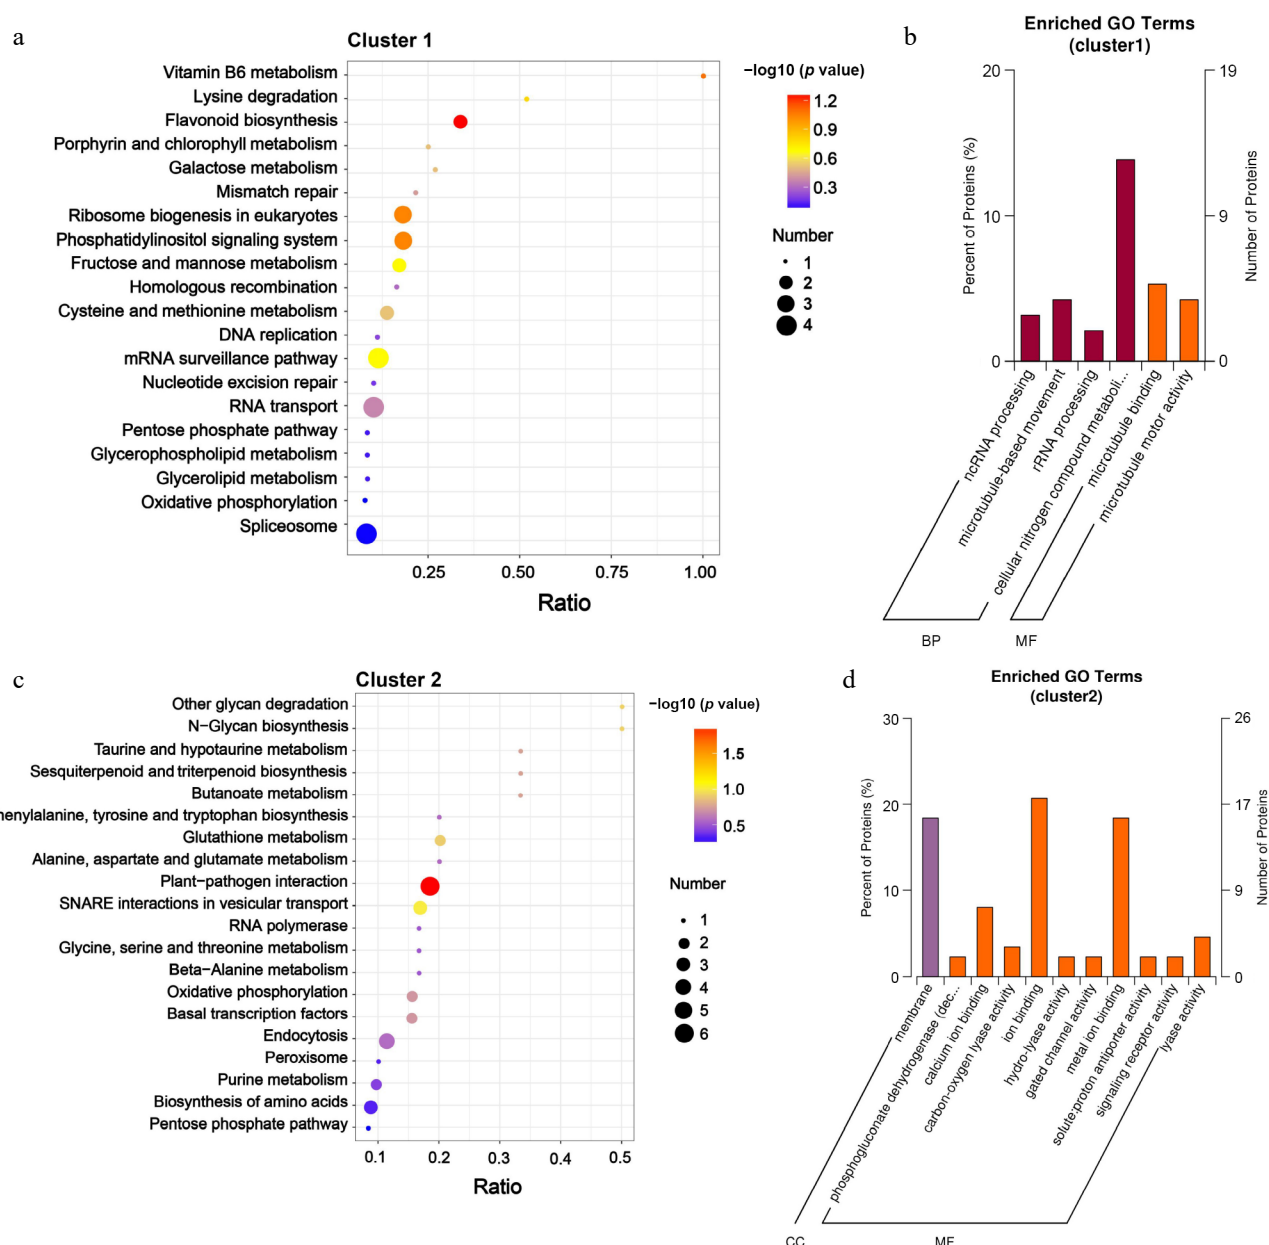 a
Cluster 1
Vitamin B6 metabolism
Lysine degradation
Flavonoid biosynthesis
Porphyrin and chlorophyll metabolism
Galactose metabolism
Mismatch repair
Ribosome biogenesis in eukaryotes
Phosphatidylinositol signaling system
Fructose and mannose metabolism
Homologous recombination
Cysteine and methionine metabolism
DNA replication
mRNA surveillance pathway
Nucleotide excision repair
RNA transport
Pentose phosphate pathway
Glycerophospholipid metabolism
Glycerolipid metabolism
Oxidative phosphorylation
Spliceosome
0.25 0.50 0.75 1.00
Ratio
−log10 (p value)
1.2
0.9
0.6
0.3
Number
1
2
3
4
b
Enriched GO Terms
(cluster1)
20
10
0
Percent of Proteins (%)
19
9
0
Number of Proteins
ncRNA processing
microtubule-based movement
rRNA processing
cellular nitrogen compound metaboli...
microtubule binding
microtubule motor activity
BP
MF
c
Cluster 2
Other glycan degradation
N−Glycan biosynthesis
Taurine and hypotaurine metabolism
Sesquiterpenoid and triterpenoid biosynthesis
Butanoate metabolism
henylalanine, tyrosine and tryptophan biosynthesis
Glutathione metabolism
Alanine, aspartate and glutamate metabolism
Plant−pathogen interaction
SNARE interactions in vesicular transport
RNA polymerase
Glycine, serine and threonine metabolism
Beta−Alanine metabolism
Oxidative phosphorylation
Basal transcription factors
Endocytosis
Peroxisome
Purine metabolism
Biosynthesis of amino acids
Pentose phosphate pathway
0.1 0.2 0.3 0.4 0.5
Ratio
−log10 (p value)
1.5
1.0
0.5
Number
1
2
3
4
5
6
d
Enriched GO Terms
(cluster2)
30
20
10
0
Percent of Proteins (%)
26
17
9
0
Number of Proteins
membrane
phosphogluconate dehydrogenase (dec...
calcium ion binding
carbon-oxygen lyase activity
ion binding
hydro-lyase activity
gated channel activity
metal ion binding
solute:proton antiporter activity
signaling receptor activity
lyase activity
CC
MF